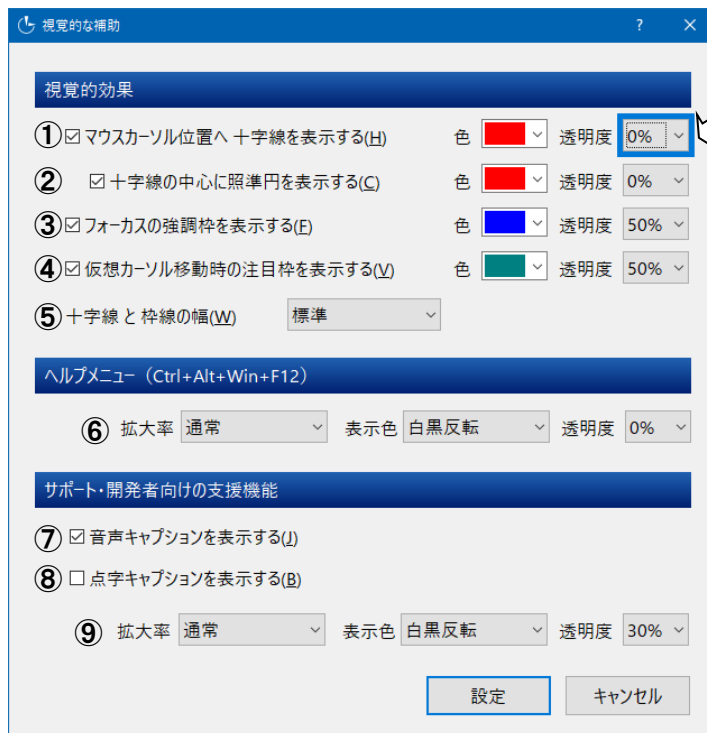 視覚的な補助 ? ×
視覚的効果
① マウスカーソル位置へ 十字線を表示する(H) 色 透明度 0%
② 十字線の中心に照準円を表示する(C) 色 透明度 0%
③ フォーカスの強調枠を表示する(F) 色 透明度 50%
④ 仮想カーソル移動時の注目枠を表示する(V) 色 透明度 50%
⑤ 十字線 と 枠線の幅(W) 標準
ヘルプメニュー（Ctrl+Alt+Win+F12）
⑥ 拡大率 通常 表示色 白黒反転 透明度 0%
サポート・開発者向けの支援機能
⑦ 音声キャプションを表示する(J)
⑧ 点字キャプションを表示する(B)
⑨ 拡大率 通常 表示色 白黒反転 透明度 30%
設定 キャンセル